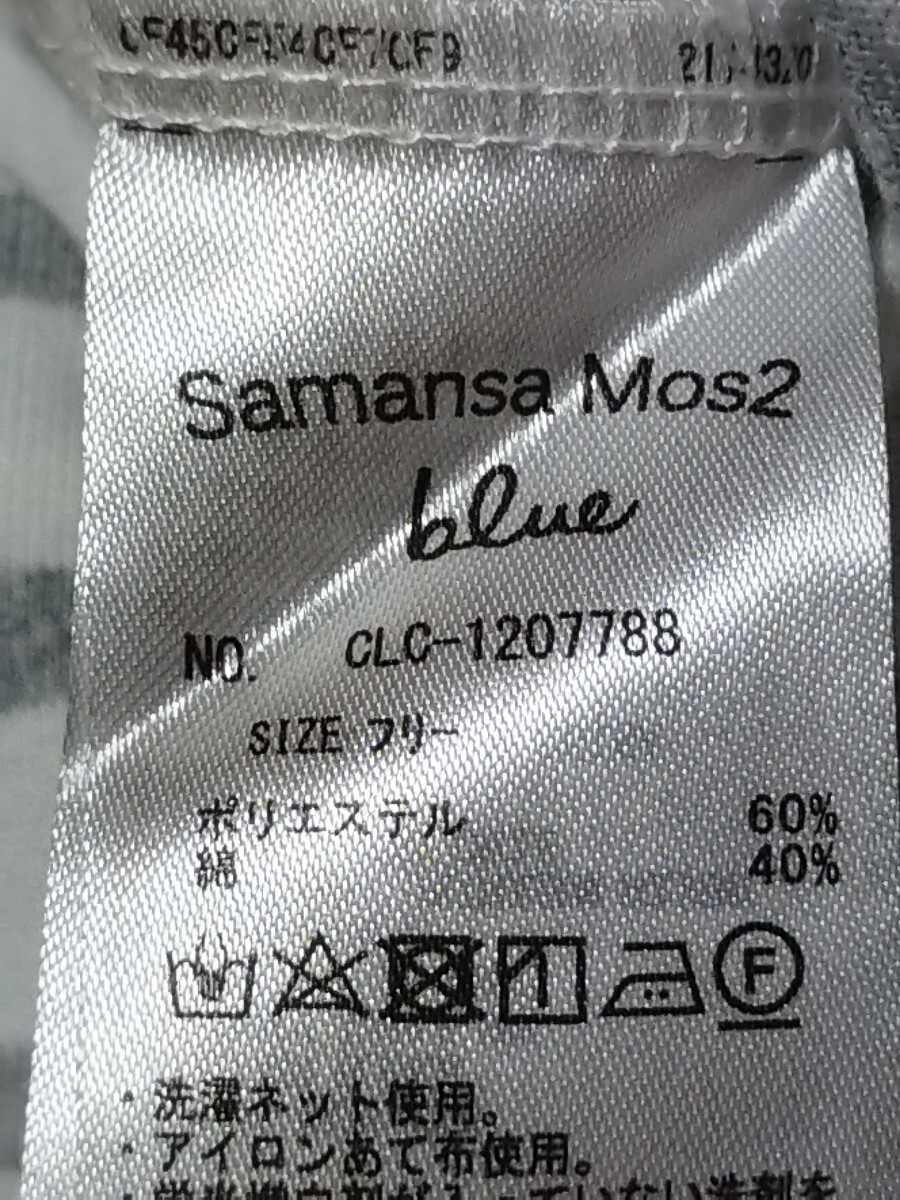 Samansa Mos2
blue
NO. CLC-1207788
SIZE フリー
ポリエステル 60%
綿 40%
F
・洗濯ネット使用。
・アイロンあて布使用。